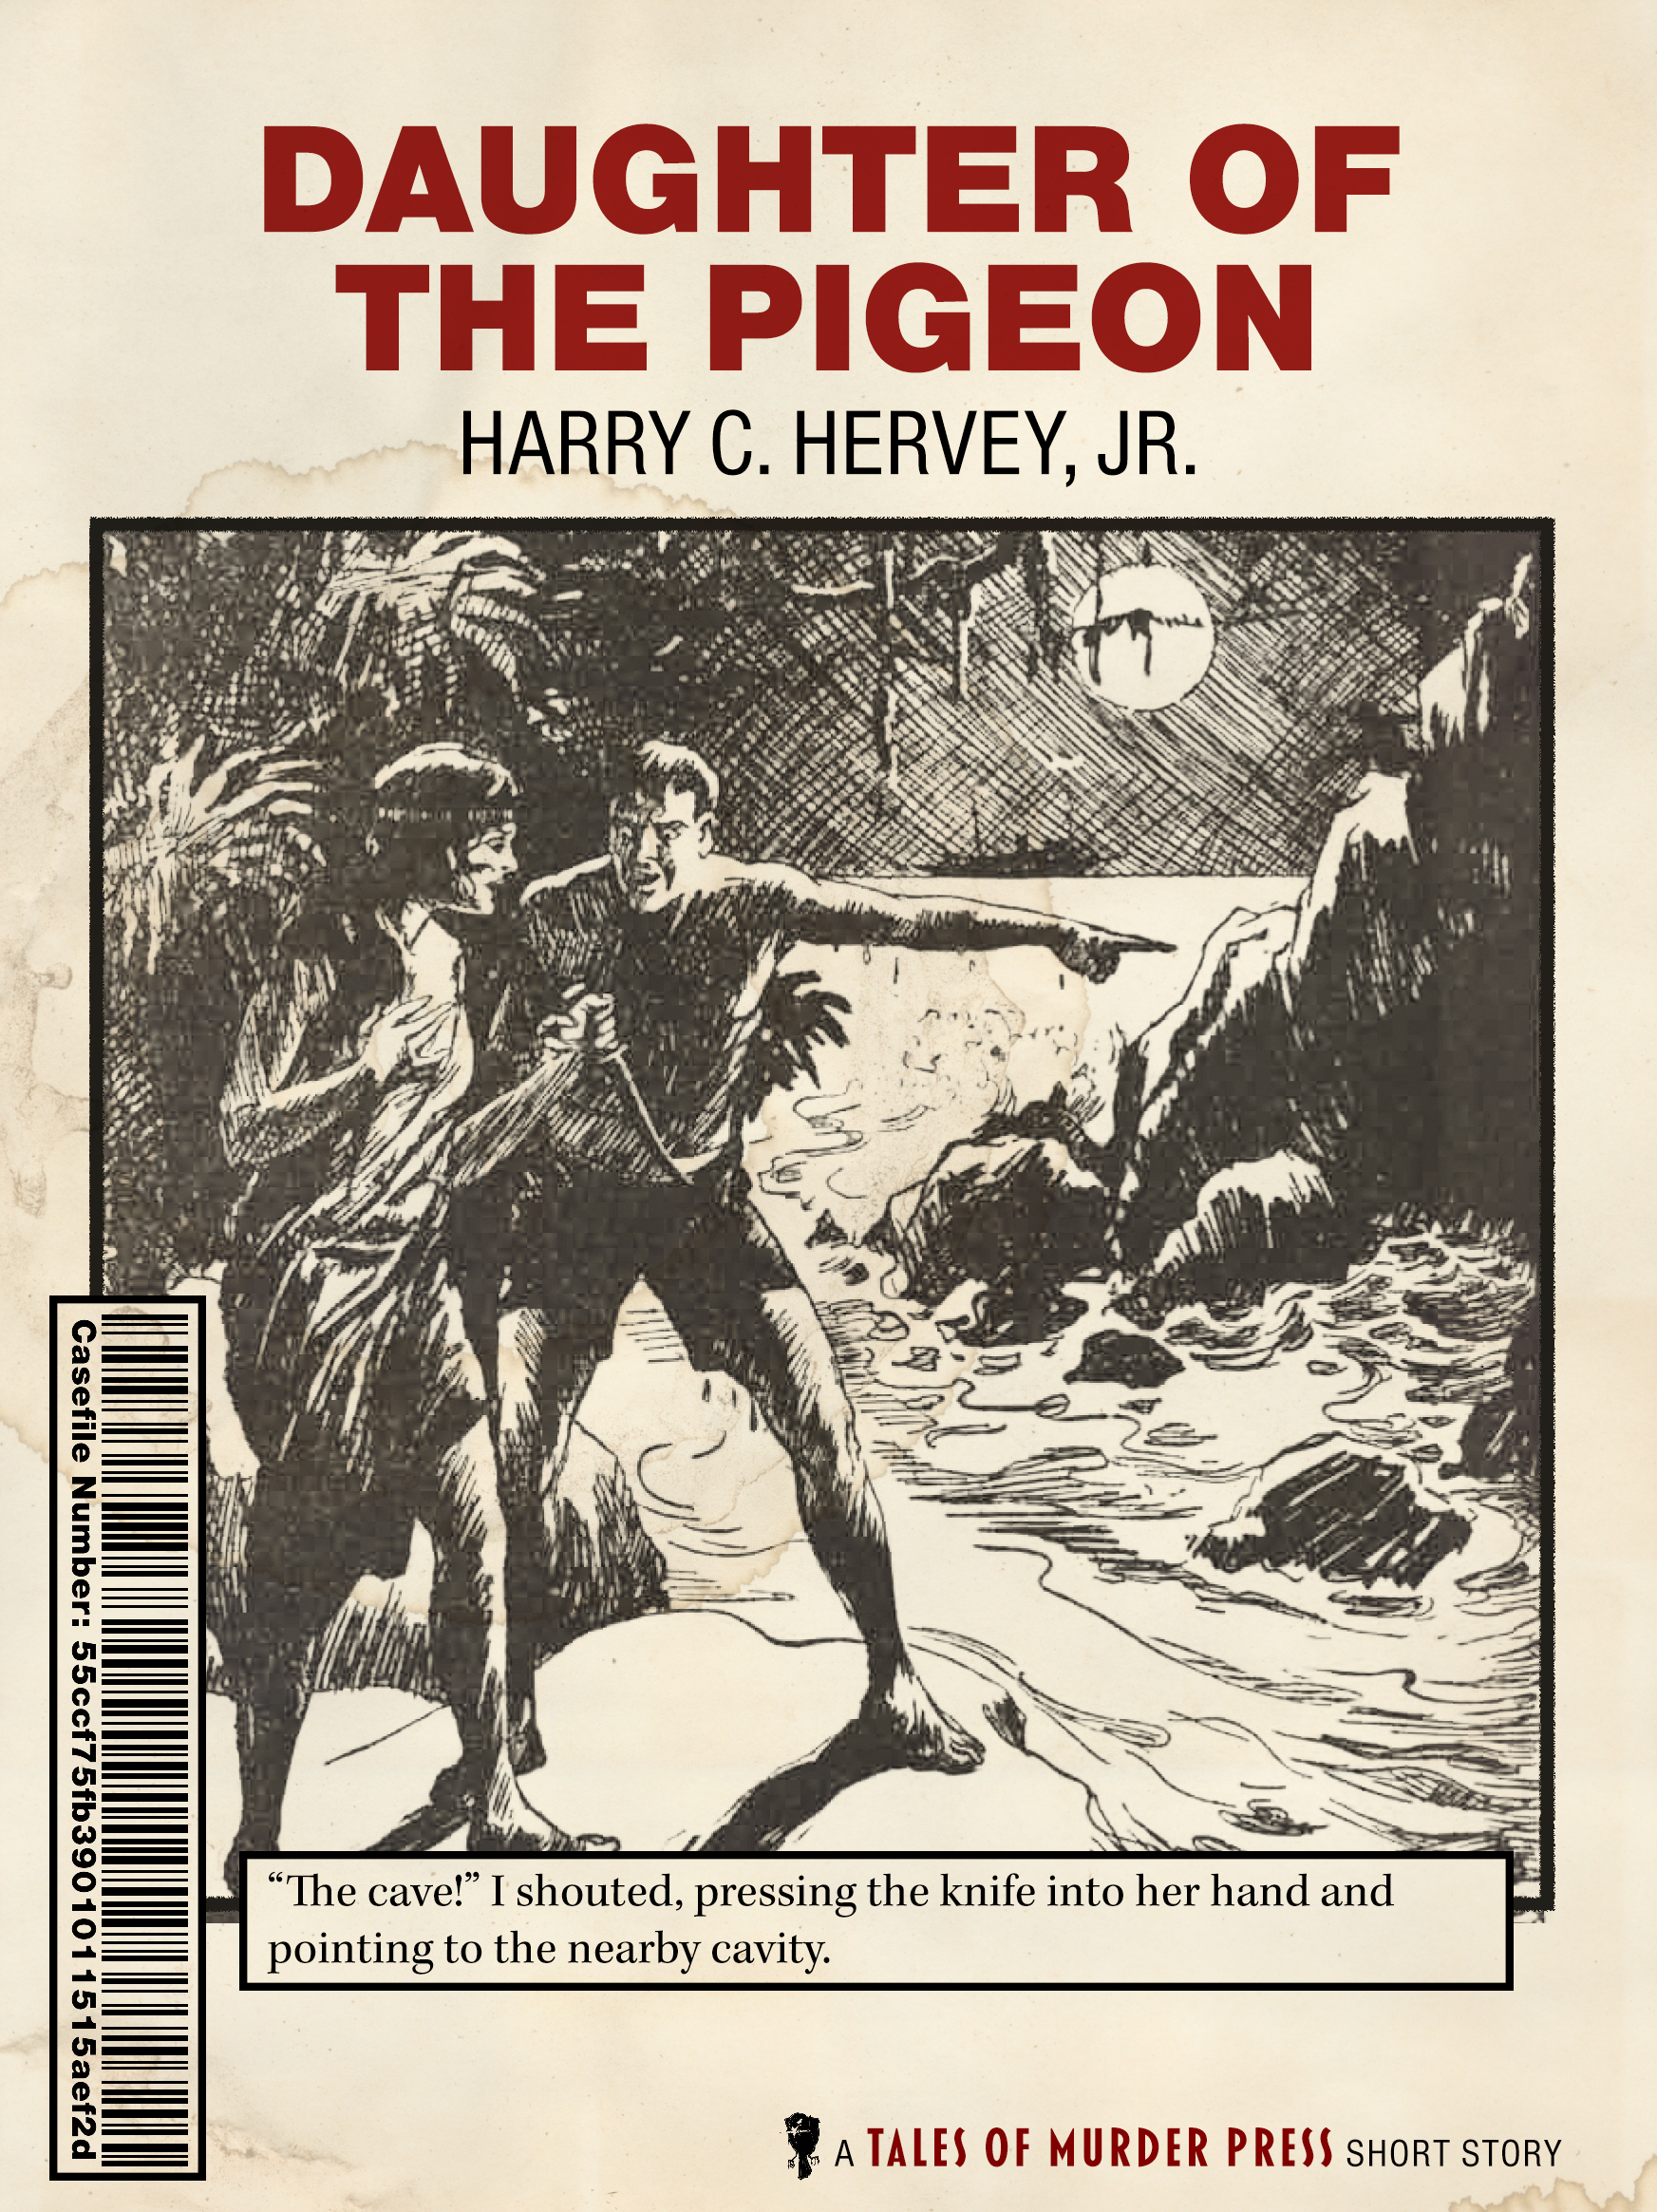 DAUGHTER OF
THE PIGEON
HARRY C. HERVEY, JR.
Casefile Number: 55ccf75fb3901011515aef2d
“The cave!” I shouted, pressing the knife into her hand and
pointing to the nearby cavity.
A TALES OF MURDER PRESS SHORT STORY